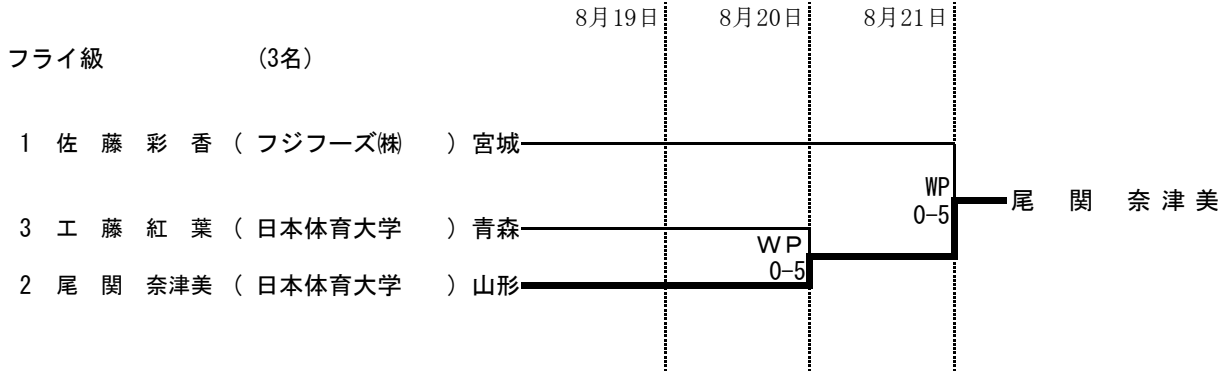 8月19日 8月20日 8月21日
フライ級 (3名)
1 佐藤彩香 ( フジフーズ㈱ ) 宮城
WP
0-5
尾関奈津美
3 工藤紅葉 ( 日本体育大学 ) 青森
ＷＰ
0-5
2 尾関奈津美 ( 日本体育大学 ) 山形